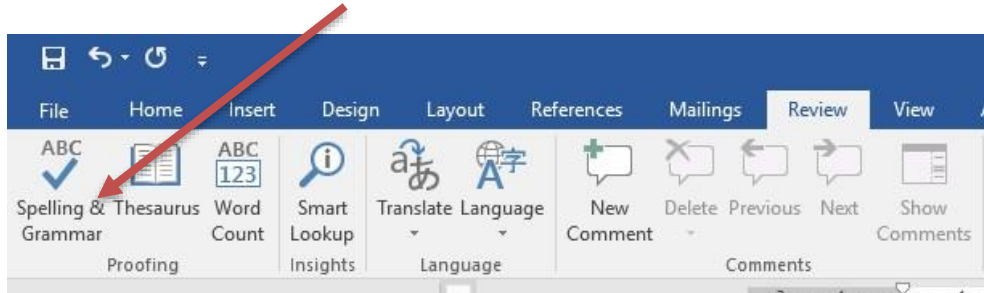 File Home Insert Design Layout References Mailings Review View
ABC
ABC
123
Spelling & Grammar
Thesaurus
Word Count
Smart Lookup
Translate
Language
New Comment
Delete
Previous
Next
Show Comments
Proofing Insights Language Comments